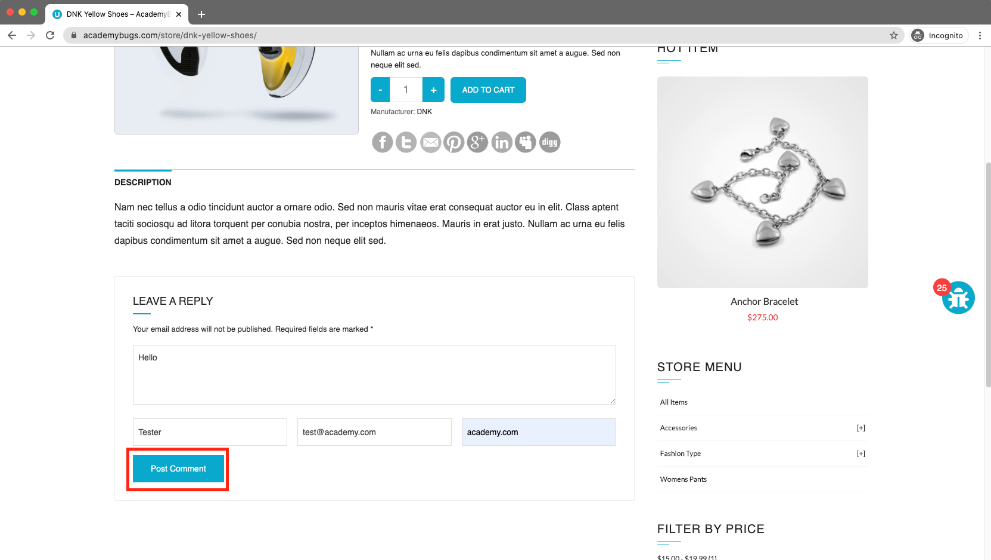 DNK Yellow Shoes – AcademyB
academybugs.com/store/dnk-yellow-shoes/
Incognito
Nullam ac urna eu felis dapibus condimentum sit amet a augue. Sed non
neque elit sed.
- 1 + ADD TO CART
Manufacturer: DNK
digg
DESCRIPTION
Nam nec tellus a odio tincidunt auctor a ornare odio. Sed non mauris vitae erat consequat auctor eu in elit. Class aptent
taciti sociosqu ad litora torquent per conubia nostra, per inceptos himenaeos. Mauris in erat justo. Nullam ac urna eu felis
dapibus condimentum sit amet a augue. Sed non neque elit sed.
LEAVE A REPLY
Your email address will not be published. Required fields are marked *
Hello
Tester
test@academy.com
academy.com
Post Comment
HOT ITEM
Anchor Bracelet
$275.00
25
STORE MENU
All Items
Accessories [+]
Fashion Type [+]
Womens Pants
FILTER BY PRICE
$15.00 - $19.99 (1)